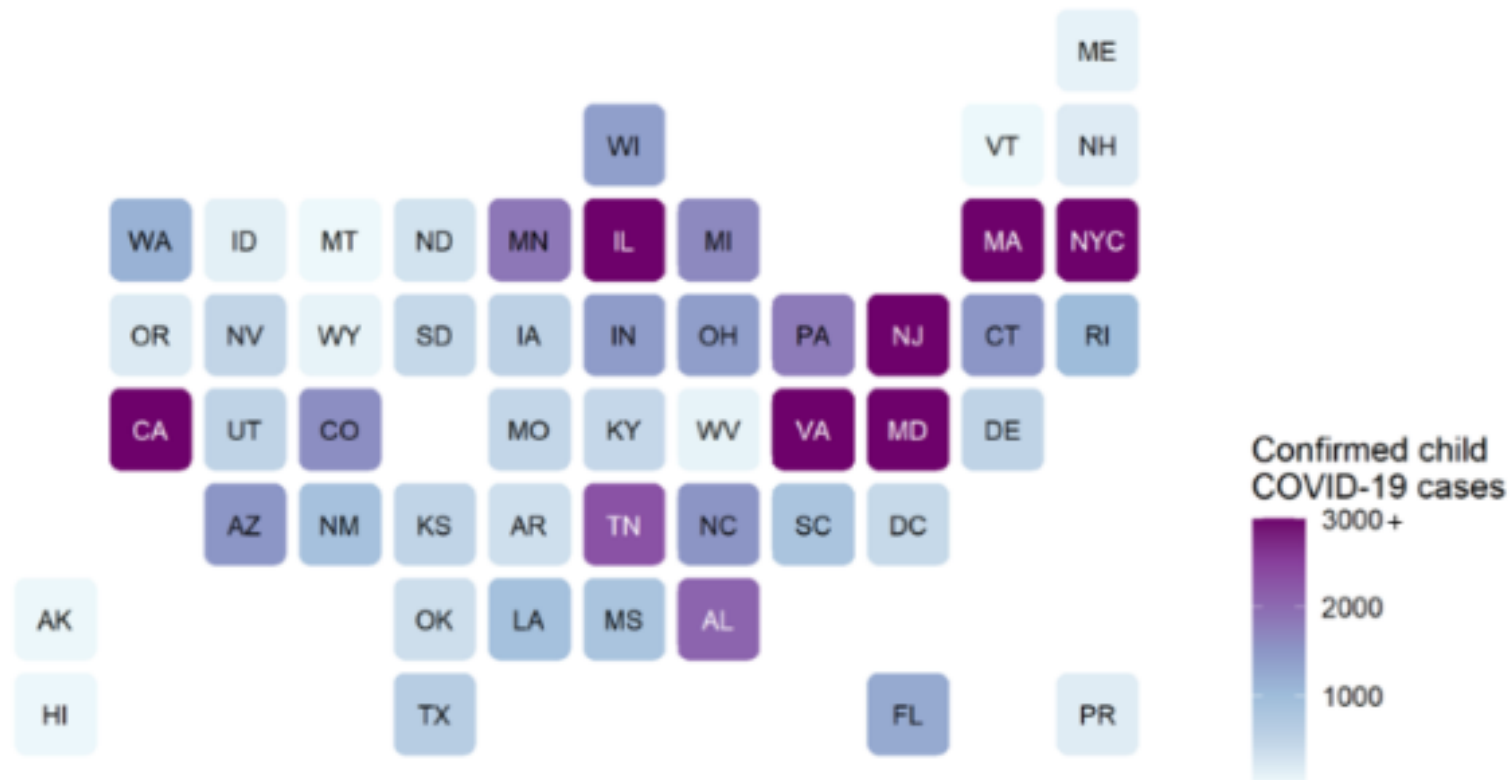 ME
WI VT NH
WA ID MT ND MN IL MI MA NYC
OR NV WY SD IA IN OH PA NJ CT RI
CA UT CO MO KY WV VA MD DE
AZ NM KS AR TN NC SC DC
AK OK LA MS AL
HI TX FL PR
Confirmed child
COVID-19 cases
3000+
2000
1000